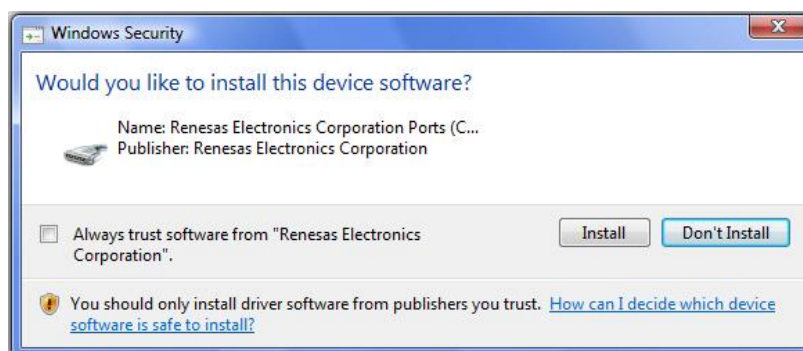 Windows Security
Would you like to install this device software?
Name: Renesas Electronics Corporation Ports (C...
Publisher: Renesas Electronics Corporation
Always trust software from "Renesas Electronics
Corporation".
Install
Don't Install
You should only install driver software from publishers you trust. How can I decide which device
software is safe to install?